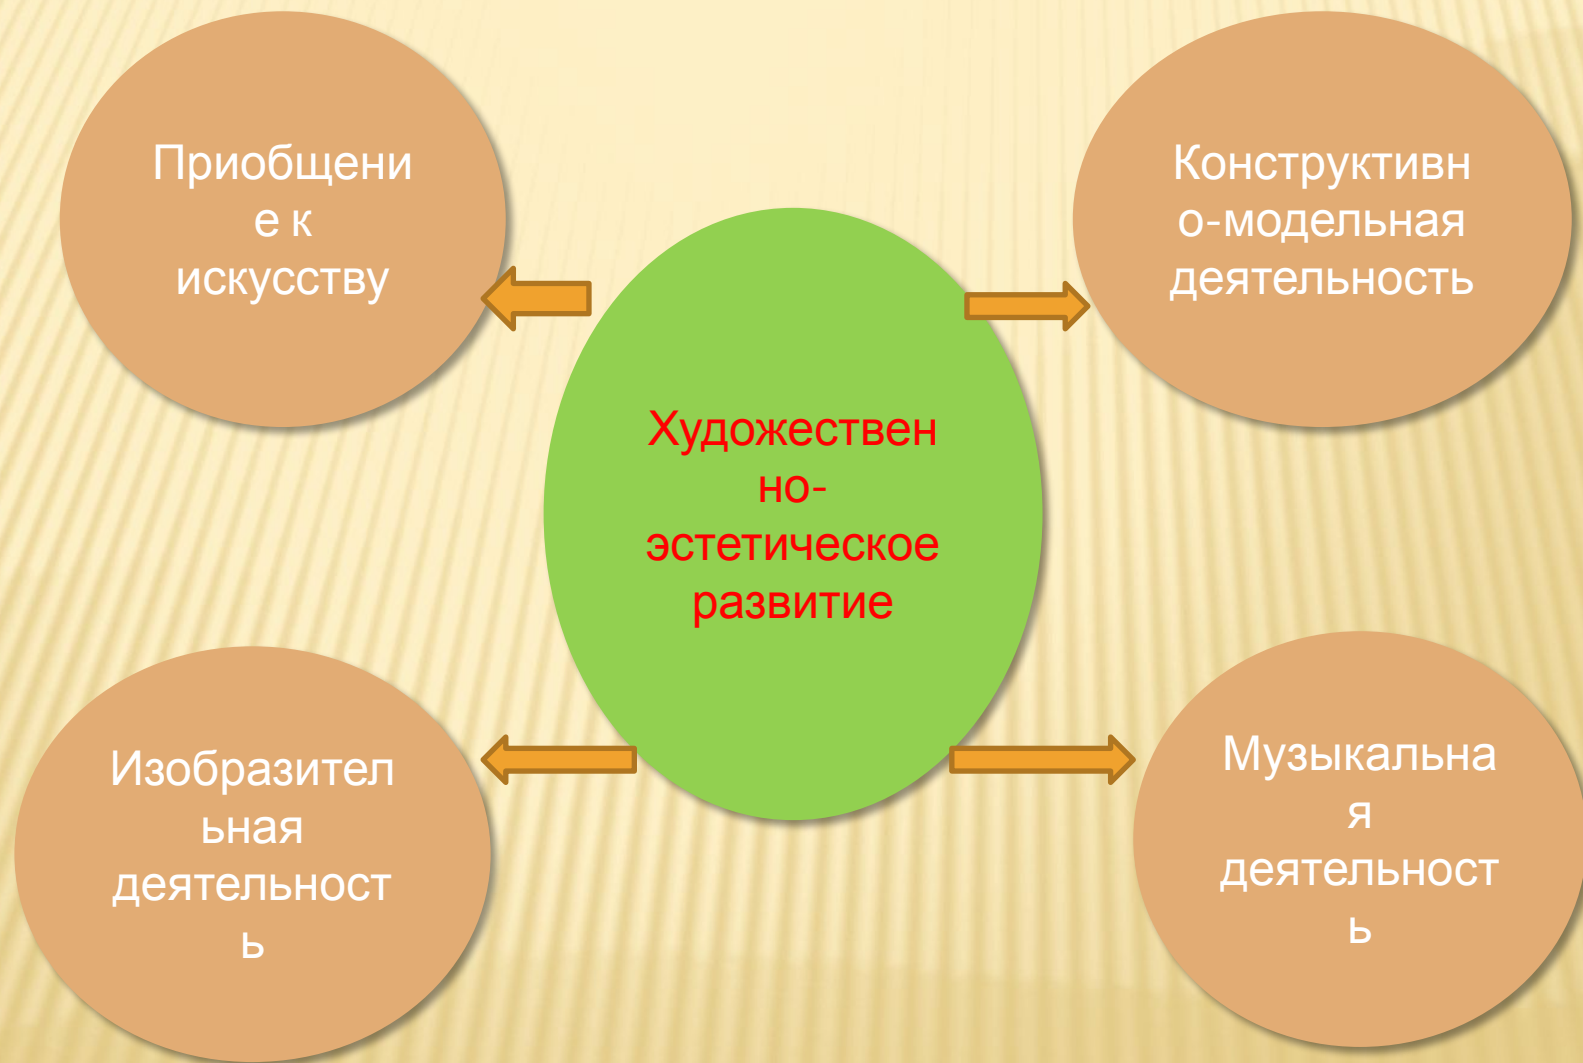 Приобщени
е к
искусству
Конструктивн
о-модельная
деятельность
Художествен
но-
эстетическое
развитие
Изобразител
ьная
деятельност
ь
Музыкальна
я
деятельност
ь